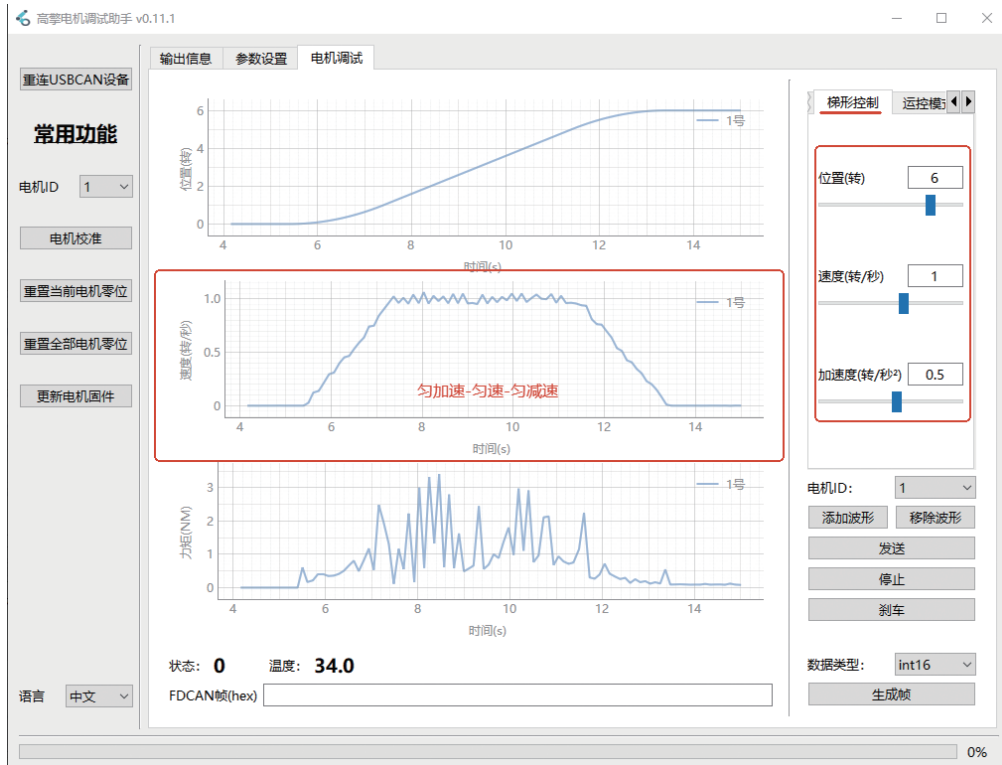 高擎电机调试助手 v0.11.1
重连USBCAN设备
常用功能
电机ID 1
电机校准
重置当前电机零位
重置全部电机零位
更新电机固件
语言 中文
输出信息 参数设置 电机调试
位置(转)
6
4
2
0
4 6 8 10 12 14
时间(s)
1号
速度(转/秒)
1.0
0.5
0
4 6 8 10 12 14
时间(s)
1号
匀加速-匀速-匀减速
力矩(NM)
3
2
1
0
4 6 8 10 12 14
时间(s)
1号
状态: 0 温度: 34.0
FDCAN帧(hex)
梯形控制 运控模
位置(转) 6
速度(转/秒) 1
加速度(转/秒²) 0.5
电机ID: 1
添加波形 移除波形
发送
停止
刹车
数据类型: int16
生成帧
0%